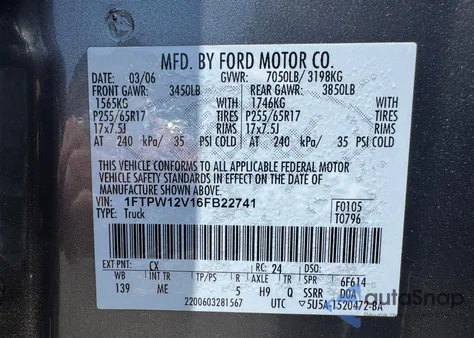 MFD. BY FORD MOTOR CO.
DATE: 03/06 GVWR: 7050LB/ 3198KG
FRONT GAWR: 3450LB REAR GAWR: 3850LB
1565KG WITH 1746KG WITH
P255/65R17 TIRES P255/65R17 TIRES
17x7.5J RIMS 17x7.5J RIMS
AT 240 kPa/ 35 PSI COLD AT 240 kPa/ 35 PSI COLD
THIS VEHICLE CONFORMS TO ALL APPLICABLE FEDERAL MOTOR
VEHICLE SAFETY STANDARDS IN EFFECT ON THE DATE OF
MANUFACTURE SHOWN ABOVE.
VIN: 1FTPW12V16FB22741 F0105
TYPE: Truck T0796
EXT PNT: CX RC: 24 DSO: 6F614
WB INT TR TP/PS R AXLE TR SPR
139 ME 5 H9 Q SSRR D0A
2200603281567 UTC 5U5A-1520472-BA
autoSnap